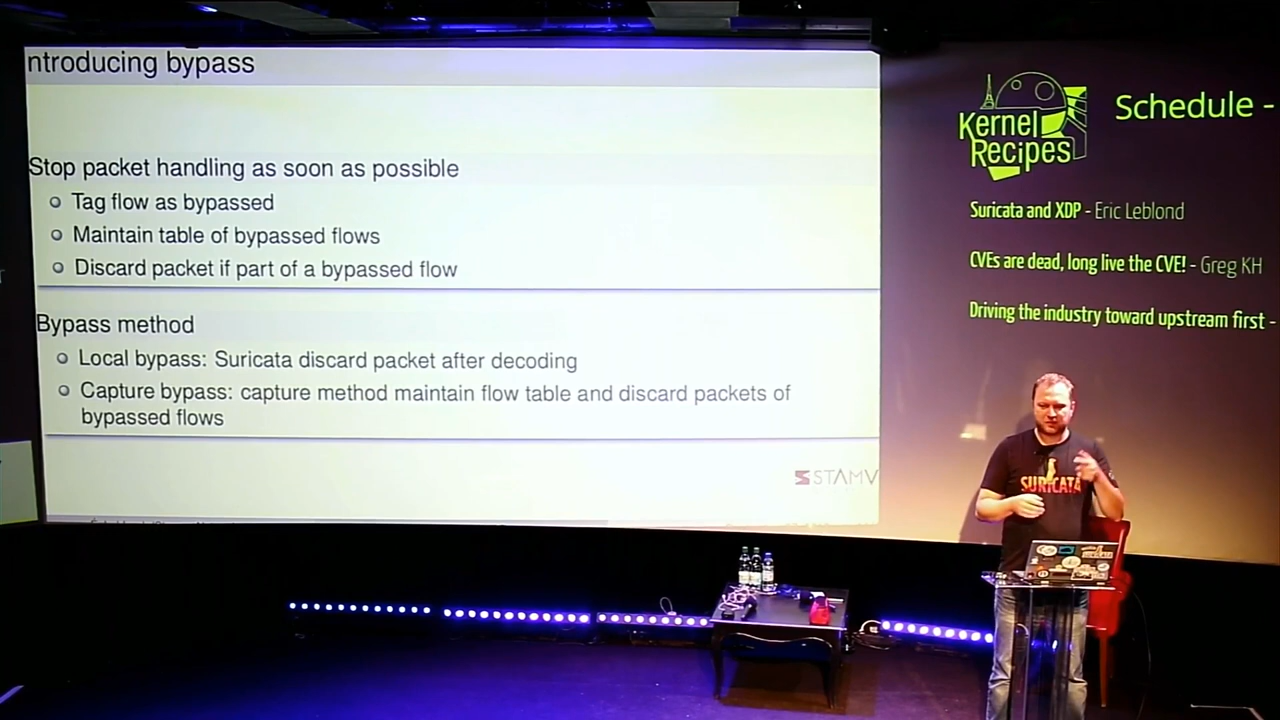 ntroducing bypass
Stop packet handling as soon as possible
Tag flow as bypassed
Maintain table of bypassed flows
Discard packet if part of a bypassed flow
Bypass method
Local bypass: Suricata discard packet after decoding
Capture bypass: capture method maintain flow table and discard packets of
bypassed flows
STAMV
Kernel
Recipes
Schedule -
Suricata and XDP - Eric Leblond
CVEs are dead, long live the CVE! - Greg KH
Driving the industry toward upstream first -
SURICATA